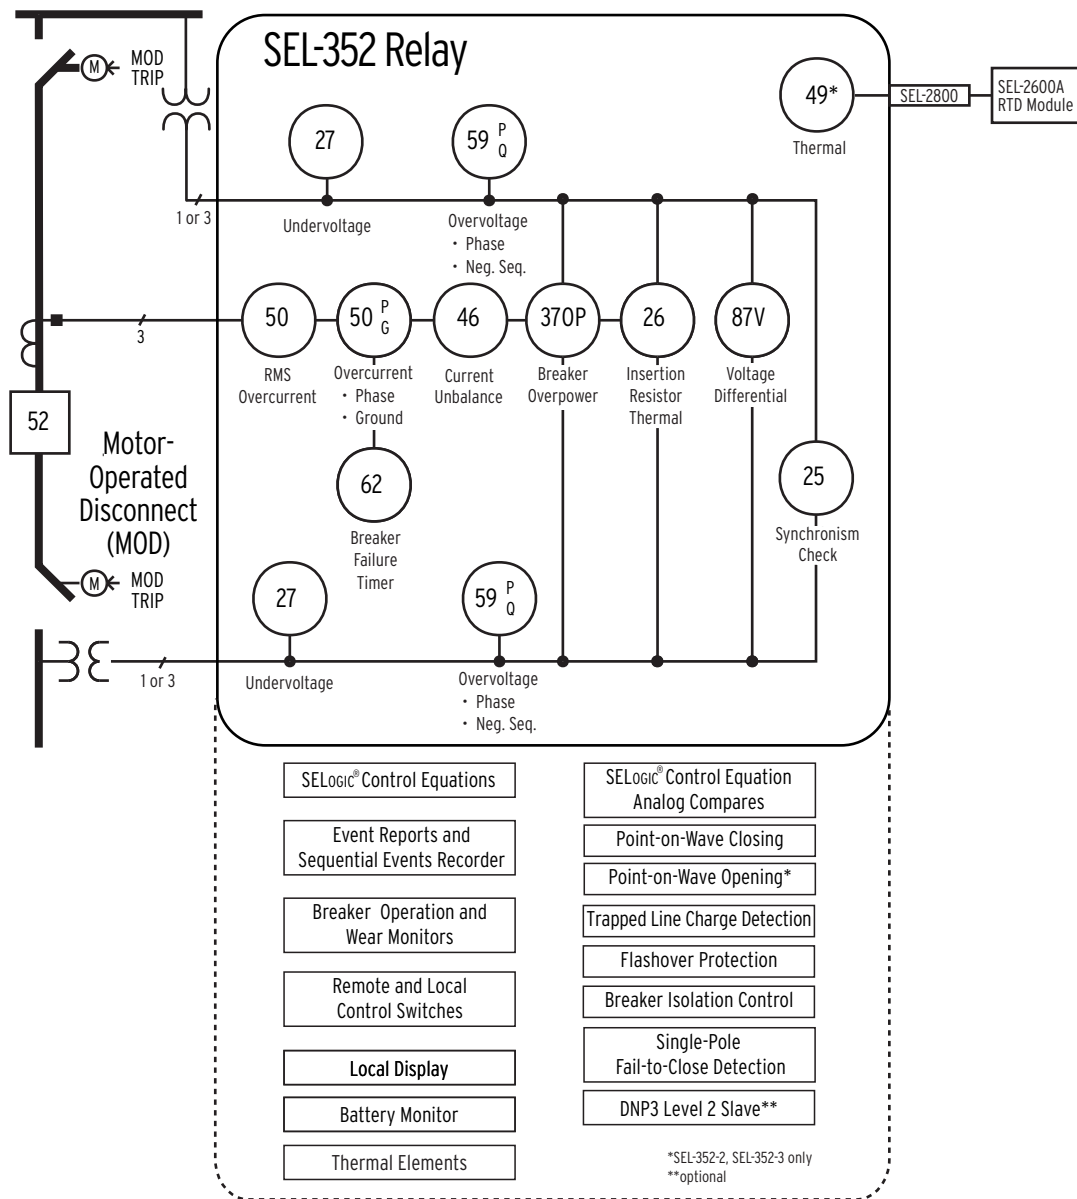 SEL-352 Relay
M
MOD
TRIP
49*
Thermal
SEL-2800
SEL-2600A
RTD Module
27
Undervoltage
59 P
Q
Overvoltage
• Phase
• Neg. Seq.
1 or 3
3
50
RMS
Overcurrent
50 P
G
Overcurrent
• Phase
• Ground
46
Current
Unbalance
37OP
Breaker
Overpower
26
Insertion
Resistor
Thermal
87V
Voltage
Differential
52
Motor-
Operated
Disconnect
(MOD)
62
Breaker
Failure
Timer
25
Synchronism
Check
M
MOD
TRIP
27
Undervoltage
59 P
Q
Overvoltage
• Phase
• Neg. Seq.
1 or 3
SELOGIC® Control Equations
Event Reports and
Sequential Events Recorder
Breaker Operation and
Wear Monitors
Remote and Local
Control Switches
Local Display
Battery Monitor
Thermal Elements
SELOGIC® Control Equation
Analog Compares
Point-on-Wave Closing
Point-on-Wave Opening*
Trapped Line Charge Detection
Flashover Protection
Breaker Isolation Control
Single-Pole
Fail-to-Close Detection
DNP3 Level 2 Slave**
*SEL-352-2, SEL-352-3 only
**optional